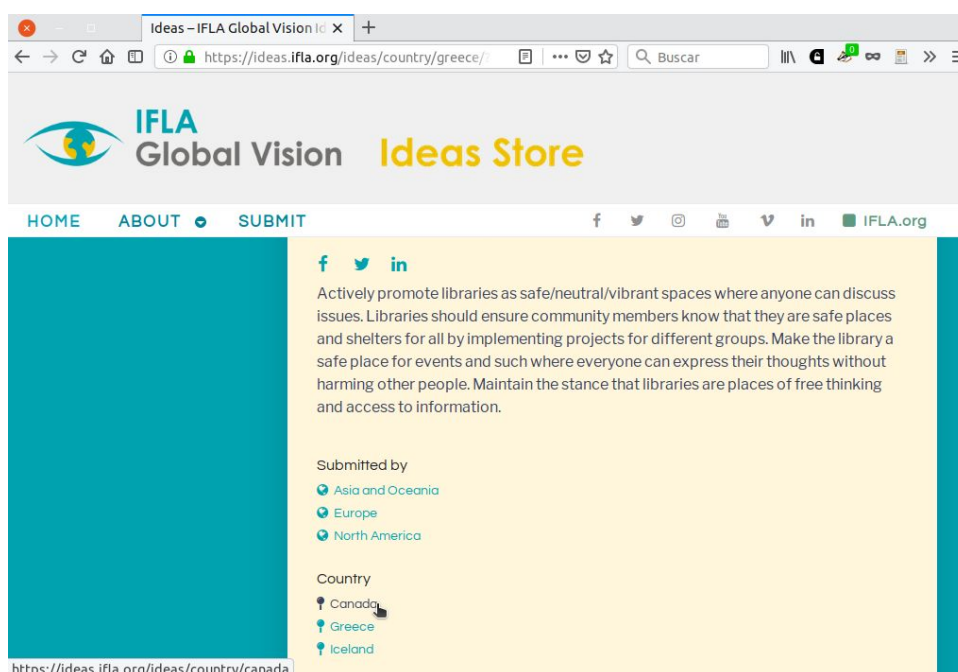 Ideas – IFLA Global Vision Id
https://ideas.ifla.org/ideas/country/greece/
Buscar
0
IFLA
Global Vision Ideas Store
HOME ABOUT SUBMIT
You
Tube
in
IFLA.org
in
Actively promote libraries as safe/neutral/vibrant spaces where anyone can discuss
issues. Libraries should ensure community members know that they are safe places
and shelters for all by implementing projects for different groups. Make the library a
safe place for events and such where everyone can express their thoughts without
harming other people. Maintain the stance that libraries are places of free thinking
and access to information.
Submitted by
Asia and Oceania
Europe
North America
Country
Canada
Greece
Iceland
https://ideas.ifla.org/ideas/country/canada